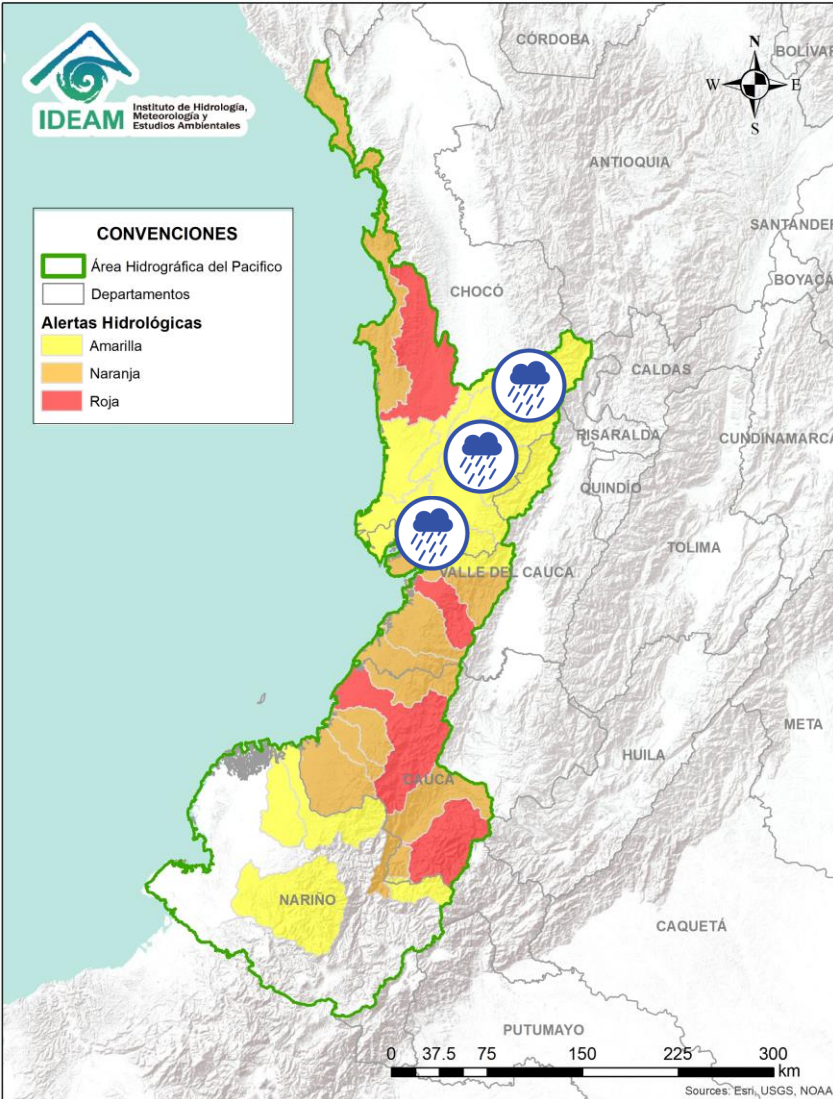 IDEAM
Instituto de Hidrología,
Meteorología y
Estudios Ambientales
N
W
E
S
CONVENCIONES
Área Hidrográfica del Pacifico
Departamentos
Alertas Hidrológicas
Amarilla
Naranja
Roja
CÓRDOBA
BOLÍVAR
ANTIOQUIA
SANTANDER
BOYACÁ
CHOCÓ
CALDAS
RISARALDA
CUNDINAMARCA
QUINDÍO
TOLIMA
VALLE DEL CAUCA
META
HUILA
CAUCA
NARIÑO
CAQUETÁ
PUTUMAYO
0 37.5 75 150 225 300
km
Sources: Esri, USGS, NOAA